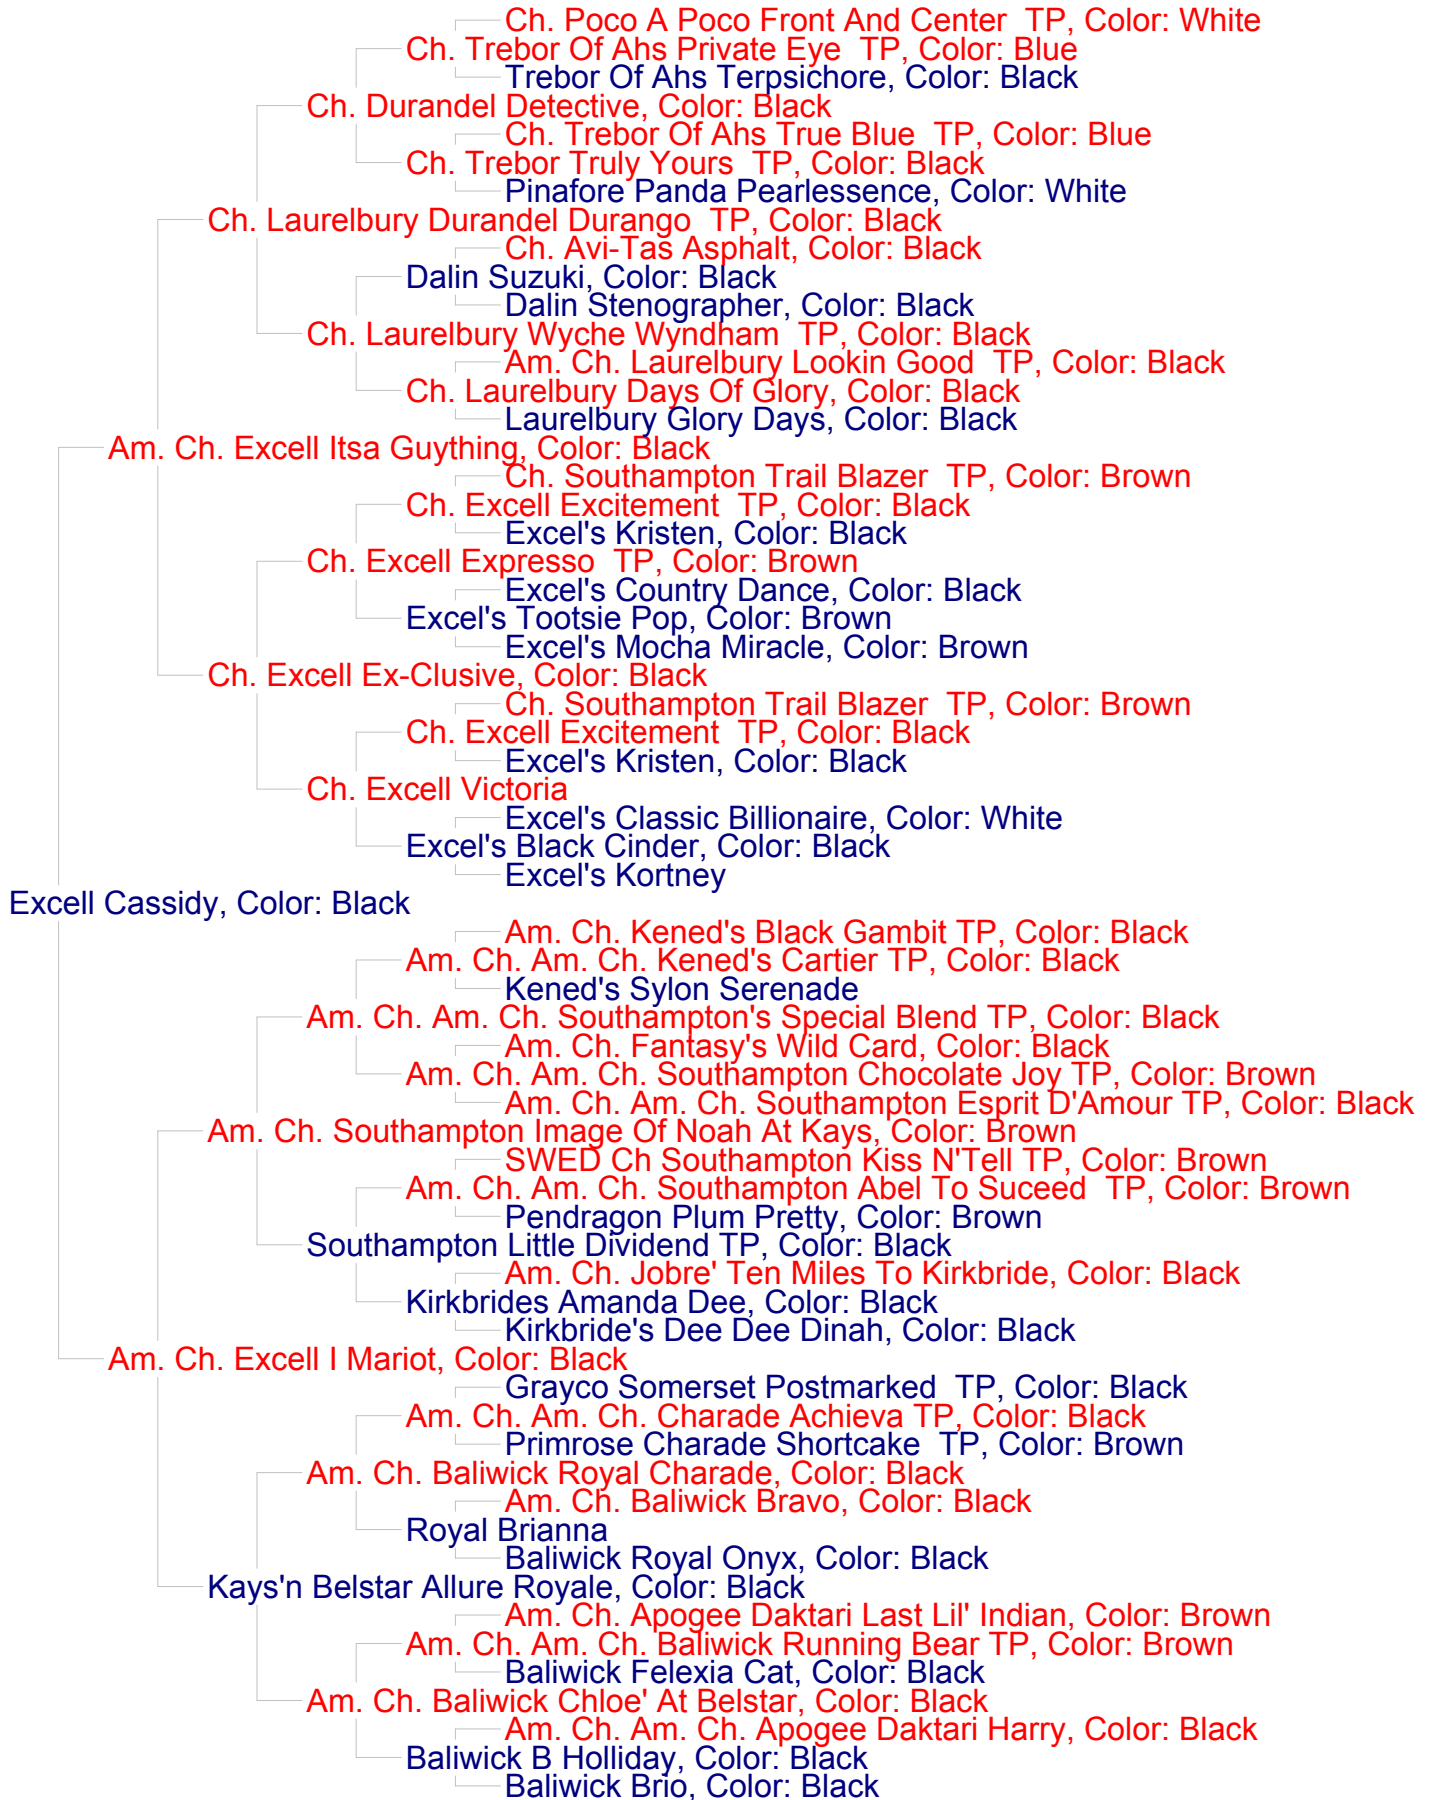 Ch. Poco A Poco Front And Center  TP, Color: White
Ch. Trebor Of Ahs Private Eye  TP, Color: Blue
Trebor Of Ahs Terpsichore, Color: Black
Ch. Durandel Detective, Color: Black
Ch. Trebor Of Ahs True Blue  TP, Color: Blue
Ch. Trebor Truly Yours  TP, Color: Black
Pinafore Panda Pearlessence, Color: White
Ch. Laurelbury Durandel Durango  TP, Color: Black
Ch. Avi-Tas Asphalt, Color: Black
Dalin Suzuki, Color: Black
Dalin Stenographer, Color: Black
Ch. Laurelbury Wyche Wyndham  TP, Color: Black
Am. Ch. Laurelbury Lookin Good  TP, Color: Black
Ch. Laurelbury Days Of Glory, Color: Black
Laurelbury Glory Days, Color: Black
Am. Ch. Excell Itsa Guything, Color: Black
Ch. Southampton Trail Blazer  TP, Color: Brown
Ch. Excell Excitement  TP, Color: Black
Excel's Kristen, Color: Black
Ch. Excell Expresso  TP, Color: Brown
Excel's Country Dance, Color: Black
Excel's Tootsie Pop, Color: Brown
Excel's Mocha Miracle, Color: Brown
Ch. Excell Ex-Clusive, Color: Black
Ch. Southampton Trail Blazer  TP, Color: Brown
Ch. Excell Excitement  TP, Color: Black
Excel's Kristen, Color: Black
Ch. Excell Victoria
Excel's Classic Billionaire, Color: White
Excel's Black Cinder, Color: Black
Excel's Kortney
Excell Cassidy, Color: Black
Am. Ch. Kened's Black Gambit TP, Color: Black
Am. Ch. Am. Ch. Kened's Cartier TP, Color: Black
Kened's Sylon Serenade
Am. Ch. Am. Ch. Southampton's Special Blend TP, Color: Black
Am. Ch. Fantasy's Wild Card, Color: Black
Am. Ch. Am. Ch. Southampton Chocolate Joy TP, Color: Brown
Am. Ch. Am. Ch. Southampton Esprit D'Amour TP, Color: Black
Am. Ch. Southampton Image Of Noah At Kays, Color: Brown
SWED Ch Southampton Kiss N'Tell TP, Color: Brown
Am. Ch. Am. Ch. Southampton Abel To Suceed  TP, Color: Brown
Pendragon Plum Pretty, Color: Brown
Southampton Little Dividend TP, Color: Black
Am. Ch. Jobre' Ten Miles To Kirkbride, Color: Black
Kirkbrides Amanda Dee, Color: Black
Kirkbride's Dee Dee Dinah, Color: Black
Am. Ch. Excell I Mariot, Color: Black
Grayco Somerset Postmarked  TP, Color: Black
Am. Ch. Am. Ch. Charade Achieva TP, Color: Black
Primrose Charade Shortcake  TP, Color: Brown
Am. Ch. Baliwick Royal Charade, Color: Black
Am. Ch. Baliwick Bravo, Color: Black
Royal Brianna
Baliwick Royal Onyx, Color: Black
Kays'n Belstar Allure Royale, Color: Black
Am. Ch. Apogee Daktari Last Lil' Indian, Color: Brown
Am. Ch. Am. Ch. Baliwick Running Bear TP, Color: Brown
Baliwick Felexia Cat, Color: Black
Am. Ch. Baliwick Chloe' At Belstar, Color: Black
Am. Ch. Am. Ch. Apogee Daktari Harry, Color: Black
Baliwick B Holliday, Color: Black
Baliwick Brio, Color: Black